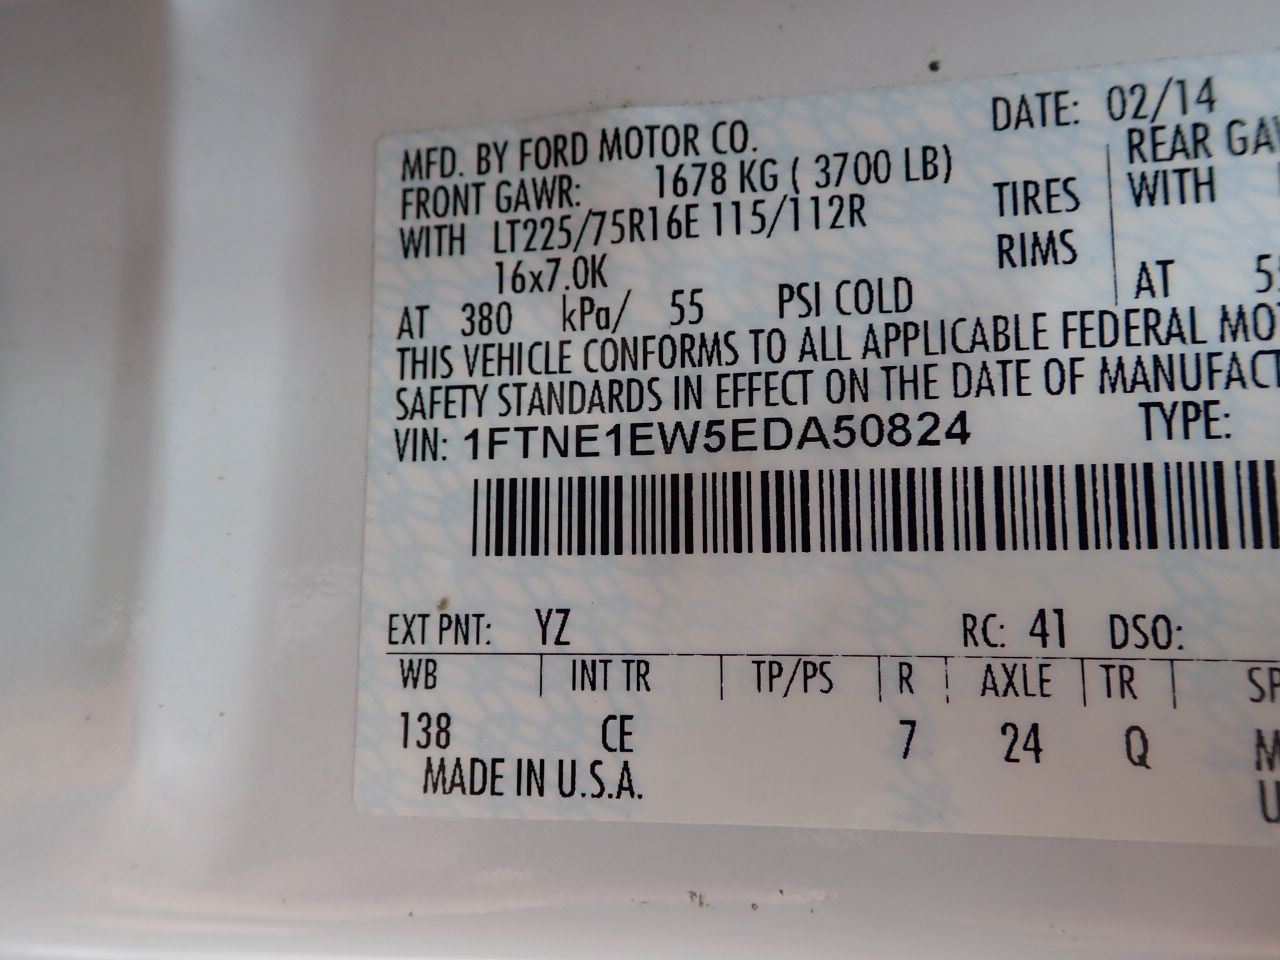 MFD. BY FORD MOTOR CO. DATE: 02/14
FRONT GAWR: 1678 KG ( 3700 LB) REAR
WITH LT225/75R16E 115/112R TIRES WITH
16x7.0K RIMS
AT 380 kPa/ 55 PSI COLD AT
THIS VEHICLE CONFORMS TO ALL APPLICABLE FEDERAL
SAFETY STANDARDS IN EFFECT ON THE DATE OF
VIN: 1FTNE1EW5EDA50824 TYPE:
EXT PNT: YZ RC: 41 DSO:
WB INT TR TP/PS R AXLE TR
138 CE 7 24 Q
MADE IN U.S.A.